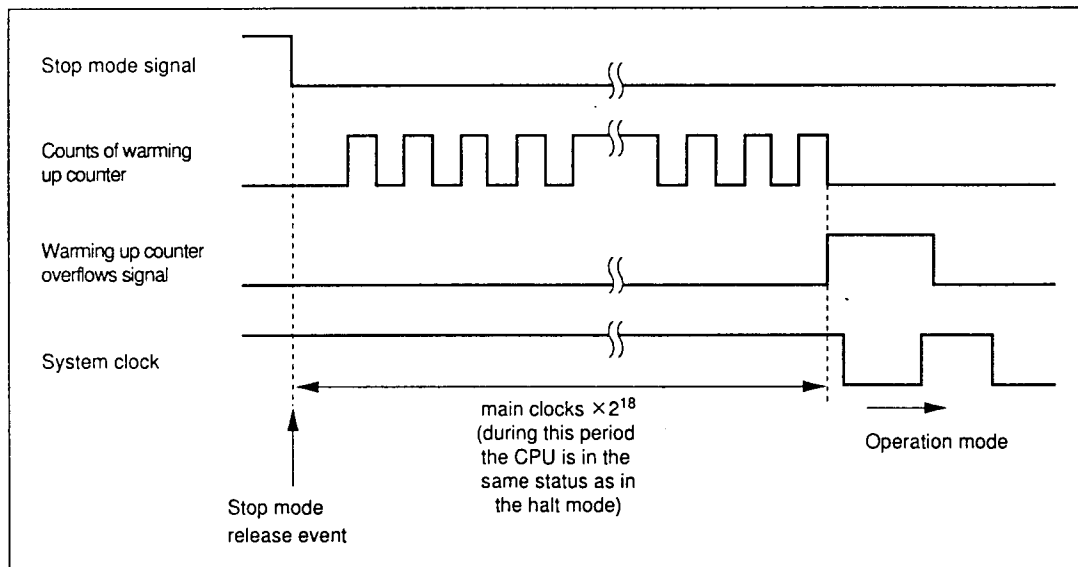 Stop mode signal
Counts of warming
up counter
Warming up counter
overflows signal
System clock
main clocks ×2¹⁸
(during this period
the CPU is in the
same status as in
the halt mode)
Operation mode
Stop mode
release event